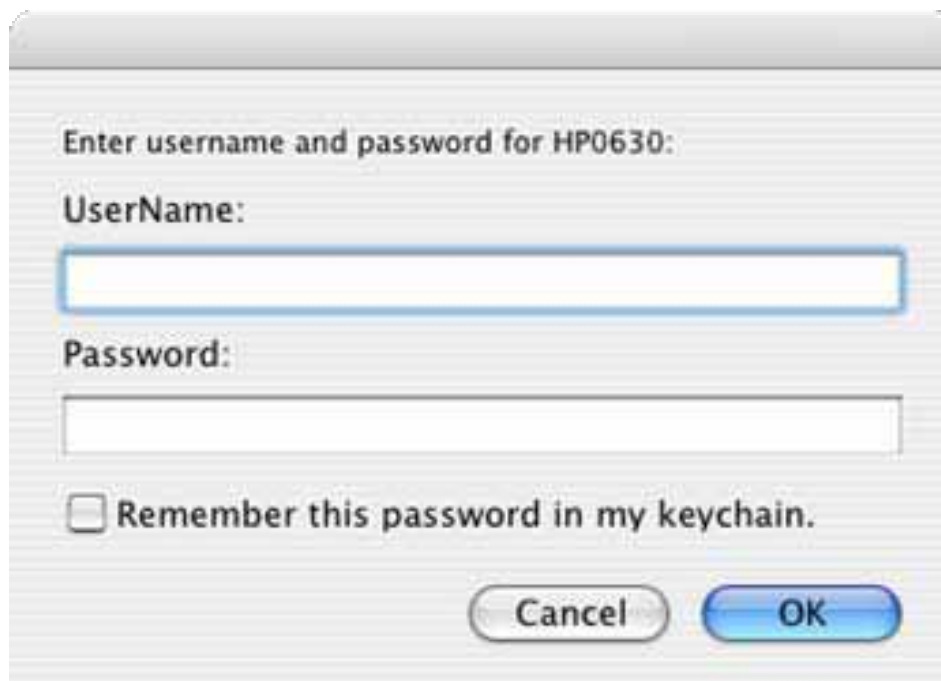 Enter username and password for HP0630:
UserName:
Password:
Remember this password in my keychain.
Cancel OK